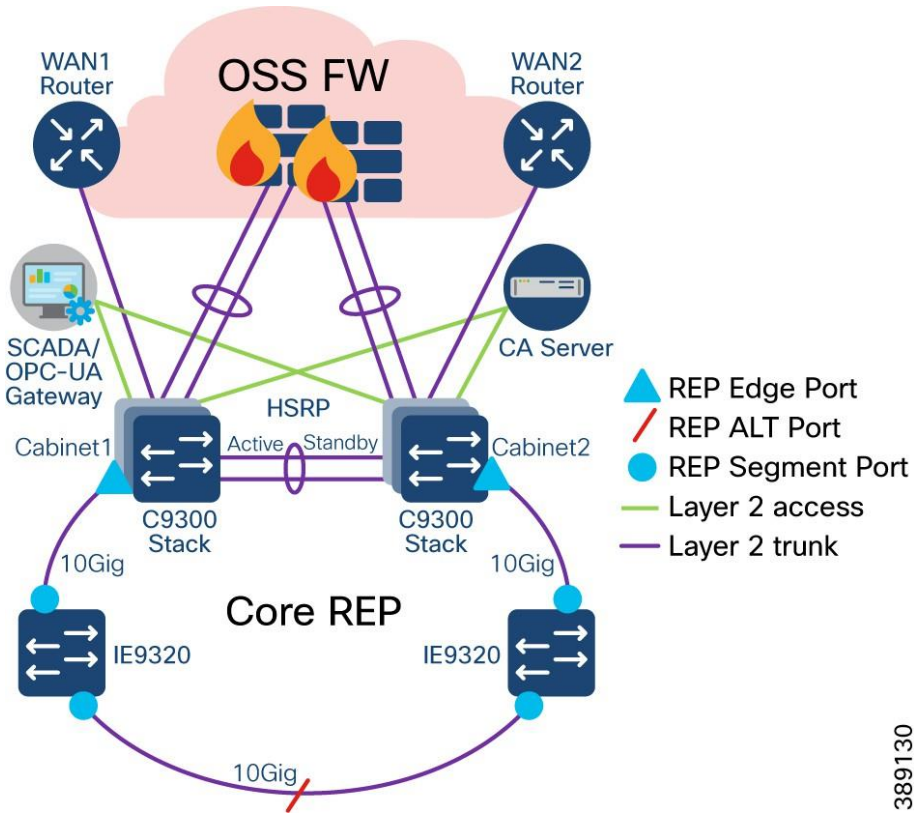 WAN1
Router
OSS FW
WAN2
Router
SCADA/
OPC-UA
Gateway
CA Server
HSRP
Cabinet1
Active
Standby
Cabinet2
C9300
Stack
C9300
Stack
10Gig
10Gig
Core REP
IE9320
IE9320
10Gig
REP Edge Port
REP ALT Port
REP Segment Port
Layer 2 access
Layer 2 trunk
389130